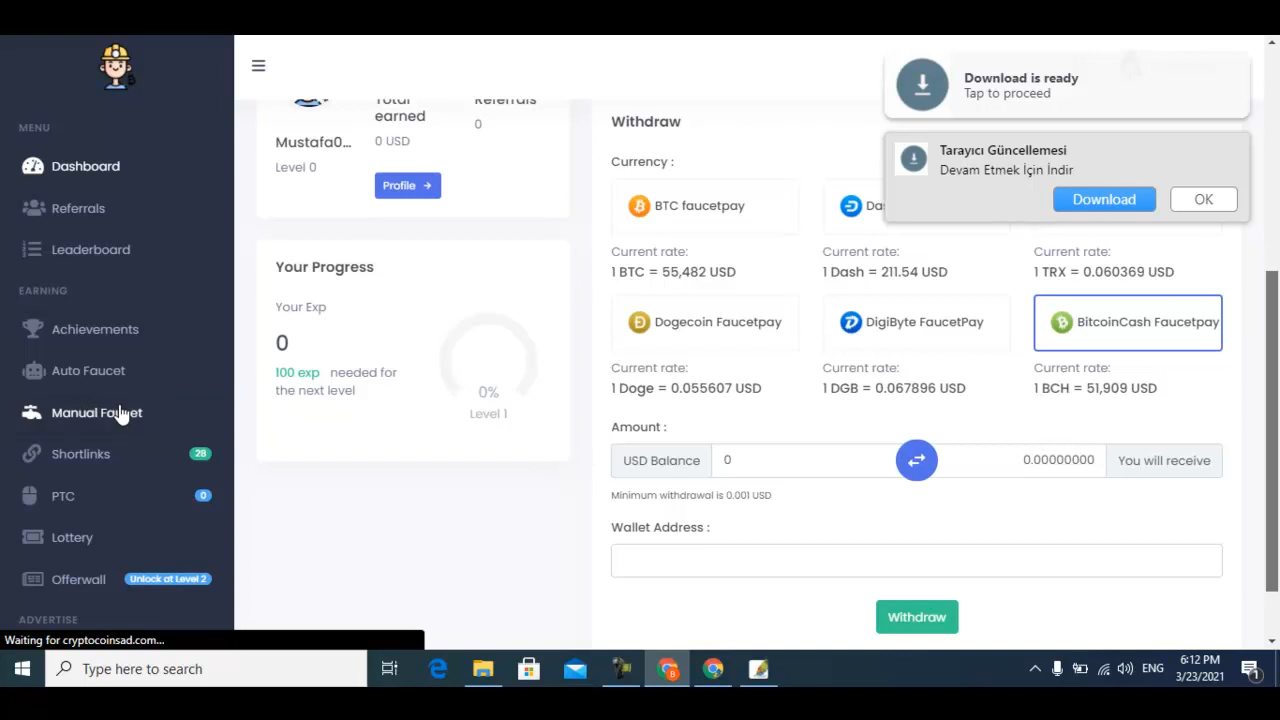 MENU
Dashboard
Referrals
Leaderboard
EARNING
Achievements
Auto Faucet
Manual Faucet
Shortlinks 28
PTC 0
Lottery
Offerwall Unlock at Level 2
ADVERTISE
Waiting for cryptocoinsad.com...
Total
earned
0 USD
Referrals
0
Mustafa0...
Level 0
Profile
Your Progress
Your Exp
0
100 exp needed for
the next level
0%
Level 1
Withdraw
Currency :
BTC faucetpay
Current rate:
1 BTC = 55,482 USD
Current rate:
1 Dash = 211.54 USD
Current rate:
1 TRX = 0.060369 USD
Dogecoin Faucetpay
DigiByte FaucetPay
BitcoinCash Faucetpay
Current rate:
1 Doge = 0.055607 USD
Current rate:
1 DGB = 0.067896 USD
Current rate:
1 BCH = 51,909 USD
Amount :
USD Balance 0 0.00000000 You will receive
Minimum withdrawal is 0.001 USD
Wallet Address :
Withdraw
Download is ready
Tap to proceed
Tarayıcı Güncellemesi
Devam Etmek İçin İndir
Download OK
Type here to search
ENG
6:12 PM
3/23/2021
1